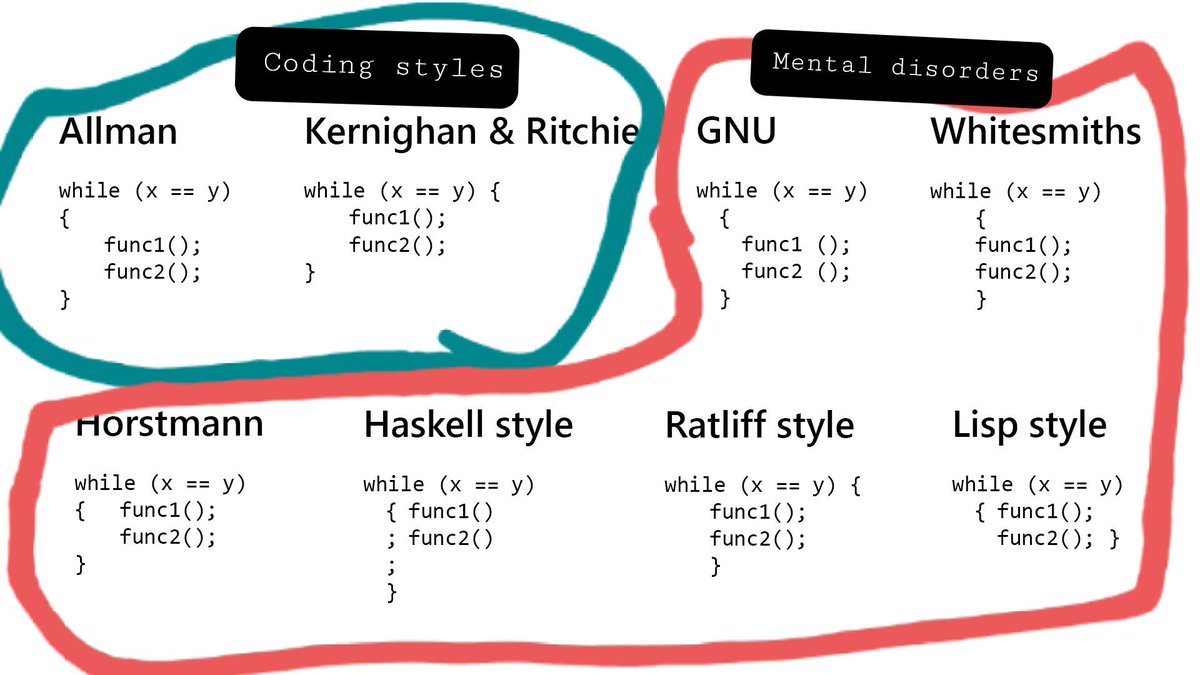 Coding styles
Mental disorders
Allman
while (x == y)
{
    func1();
    func2();
}
Kernighan & Ritchie
while (x == y) {
    func1();
    func2();
}
GNU
while (x == y)
  {
    func1 ();
    func2 ();
  }
Whitesmiths
while (x == y)
    {
    func1();
    func2();
    }
Horstmann
while (x == y)
{   func1();
    func2();
}
Haskell style
while (x == y)
  { func1()
  ; func2()
  ;
  }
Ratliff style
while (x == y) {
    func1();
    func2();
    }
Lisp style
while (x == y)
  { func1();
    func2(); }